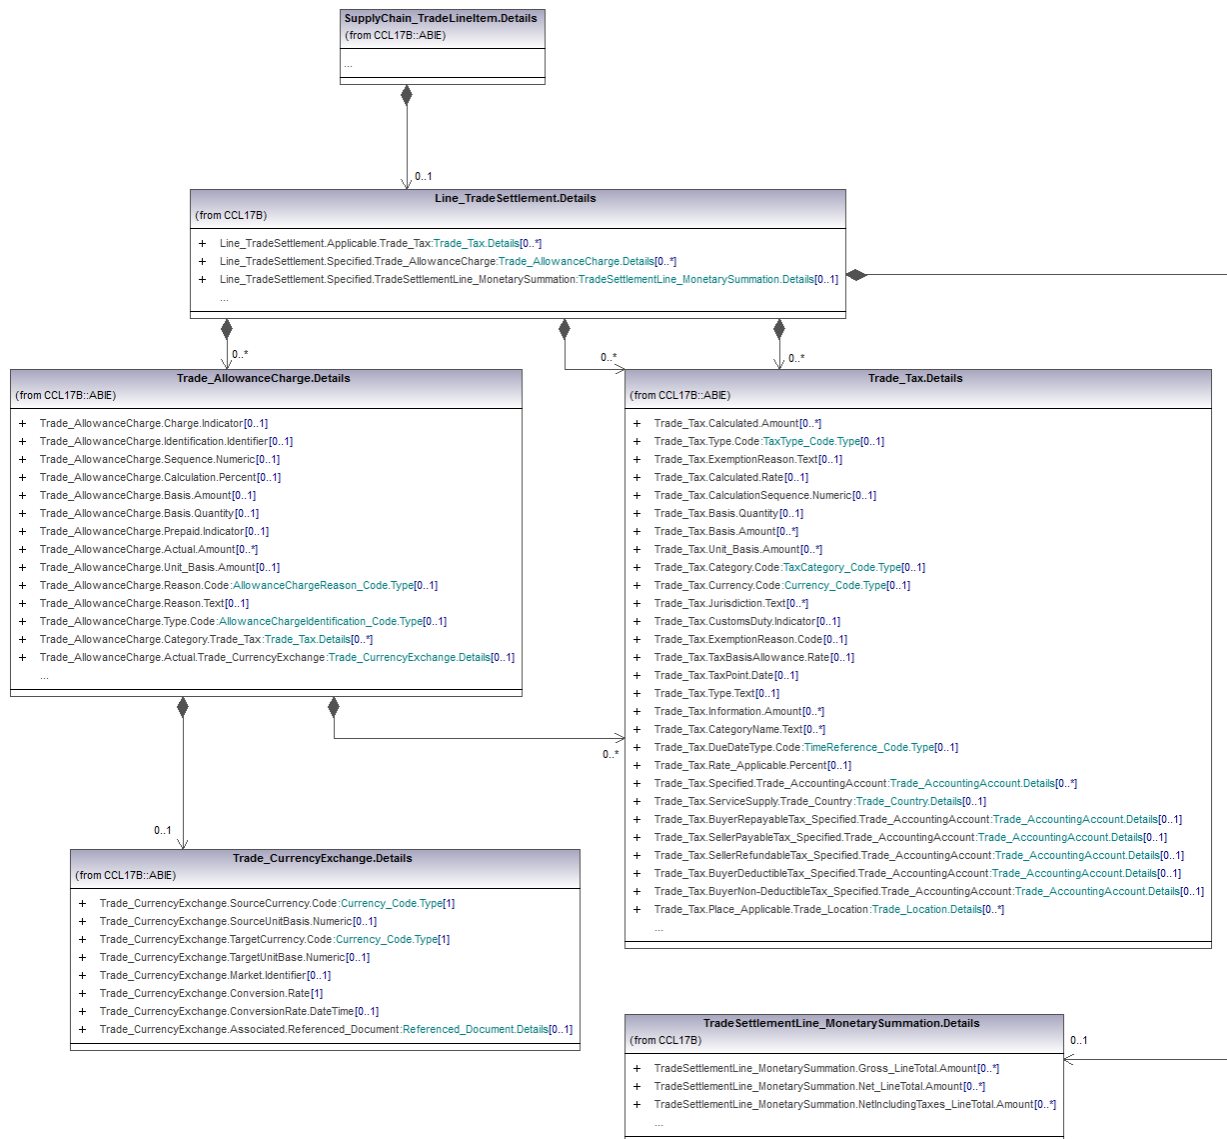 SupplyChain_TradeLineItem.Details
(from CCL17B::ABIE)
...
0..1
Line_TradeSettlement.Details
(from CCL17B)
+ Line_TradeSettlement.Applicable.Trade_Tax:Trade_Tax.Details[0..*]
+ Line_TradeSettlement.Specified.Trade_AllowanceCharge:Trade_AllowanceCharge.Details[0..*]
+ Line_TradeSettlement.Specified.TradeSettlementLine_MonetarySummation:TradeSettlementLine_MonetarySummation.Details[0..1]
...
0..*
0..*
0..*
Trade_AllowanceCharge.Details
(from CCL17B::ABIE)
+ Trade_AllowanceCharge.Charge.Indicator[0..1]
+ Trade_AllowanceCharge.Identification.Identifier[0..1]
+ Trade_AllowanceCharge.Sequence.Numeric[0..1]
+ Trade_AllowanceCharge.Calculation.Percent[0..1]
+ Trade_AllowanceCharge.Basis.Amount[0..1]
+ Trade_AllowanceCharge.Basis.Quantity[0..1]
+ Trade_AllowanceCharge.Prepaid.Indicator[0..1]
+ Trade_AllowanceCharge.Actual.Amount[0..*]
+ Trade_AllowanceCharge.Unit_Basis.Amount[0..1]
+ Trade_AllowanceCharge.Reason.Code:AllowanceChargeReason_Code.Type[0..1]
+ Trade_AllowanceCharge.Reason.Text[0..1]
+ Trade_AllowanceCharge.Type.Code:AllowanceChargeIdentification_Code.Type[0..1]
+ Trade_AllowanceCharge.Category.Trade_Tax:Trade_Tax.Details[0..*]
+ Trade_AllowanceCharge.Actual.Trade_CurrencyExchange:Trade_CurrencyExchange.Details[0..1]
...
Trade_Tax.Details
(from CCL17B::ABIE)
+ Trade_Tax.Calculated.Amount[0..*]
+ Trade_Tax.Type.Code:TaxType_Code.Type[0..1]
+ Trade_Tax.ExemptionReason.Text[0..1]
+ Trade_Tax.Calculated.Rate[0..1]
+ Trade_Tax.CalculationSequence.Numeric[0..1]
+ Trade_Tax.Basis.Quantity[0..1]
+ Trade_Tax.Basis.Amount[0..*]
+ Trade_Tax.Unit_Basis.Amount[0..*]
+ Trade_Tax.Category.Code:TaxCategory_Code.Type[0..1]
+ Trade_Tax.Currency.Code:Currency_Code.Type[0..1]
+ Trade_Tax.Jurisdiction.Text[0..*]
+ Trade_Tax.CustomsDuty.Indicator[0..1]
+ Trade_Tax.ExemptionReason.Code[0..1]
+ Trade_Tax.TaxBasisAllowance.Rate[0..1]
+ Trade_Tax.TaxPoint.Date[0..1]
+ Trade_Tax.Type.Text[0..1]
+ Trade_Tax.Information.Amount[0..*]
+ Trade_Tax.CategoryName.Text[0..*]
+ Trade_Tax.DueDateType.Code:TimeReference_Code.Type[0..1]
+ Trade_Tax.Rate_Applicable.Percent[0..1]
+ Trade_Tax.Specified.Trade_AccountingAccount:Trade_AccountingAccount.Details[0..*]
+ Trade_Tax.ServiceSupply.Trade_Country:Trade_Country.Details[0..1]
+ Trade_Tax.BuyerRepayableTax_Specified.Trade_AccountingAccount:Trade_AccountingAccount.Details[0..1]
+ Trade_Tax.SellerPayableTax_Specified.Trade_AccountingAccount:Trade_AccountingAccount.Details[0..1]
+ Trade_Tax.SellerRefundableTax_Specified.Trade_AccountingAccount:Trade_AccountingAccount.Details[0..1]
+ Trade_Tax.BuyerDeductibleTax_Specified.Trade_AccountingAccount:Trade_AccountingAccount.Details[0..1]
+ Trade_Tax.BuyerNon-DeductibleTax_Specified.Trade_AccountingAccount:Trade_AccountingAccount.Details[0..1]
+ Trade_Tax.Place_Applicable.Trade_Location:Trade_Location.Details[0..*]
...
0..*
0..1
Trade_CurrencyExchange.Details
(from CCL17B::ABIE)
+ Trade_CurrencyExchange.SourceCurrency.Code:Currency_Code.Type[1]
+ Trade_CurrencyExchange.SourceUnitBasis.Numeric[0..1]
+ Trade_CurrencyExchange.TargetCurrency.Code:Currency_Code.Type[1]
+ Trade_CurrencyExchange.TargetUnitBase.Numeric[0..1]
+ Trade_CurrencyExchange.Market.Identifier[0..1]
+ Trade_CurrencyExchange.Conversion.Rate[1]
+ Trade_CurrencyExchange.ConversionRate.DateTime[0..1]
+ Trade_CurrencyExchange.Associated.Referenced_Document:Referenced_Document.Details[0..1]
TradeSettlementLine_MonetarySummation.Details
(from CCL17B)
0..1
+ TradeSettlementLine_MonetarySummation.Gross_LineTotal.Amount[0..*]
+ TradeSettlementLine_MonetarySummation.Net_LineTotal.Amount[0..*]
+ TradeSettlementLine_MonetarySummation.NetIncludingTaxes_LineTotal.Amount[0..*]
...